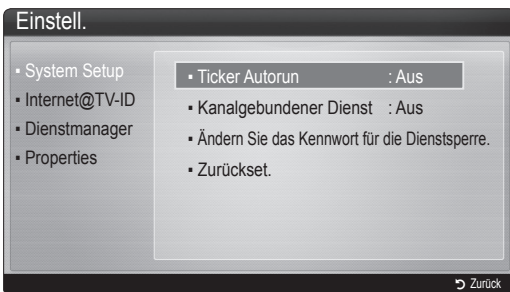 Einstell.
▪ System Setup
▪ Internet@TV-ID
▪ Dienstmanager
▪ Properties
▪ Ticker Autorun : Aus
▪ Kanalgebundener Dienst : Aus
▪ Ändern Sie das Kennwort für die Dienstsperre.
▪ Zurückset.
Zurück